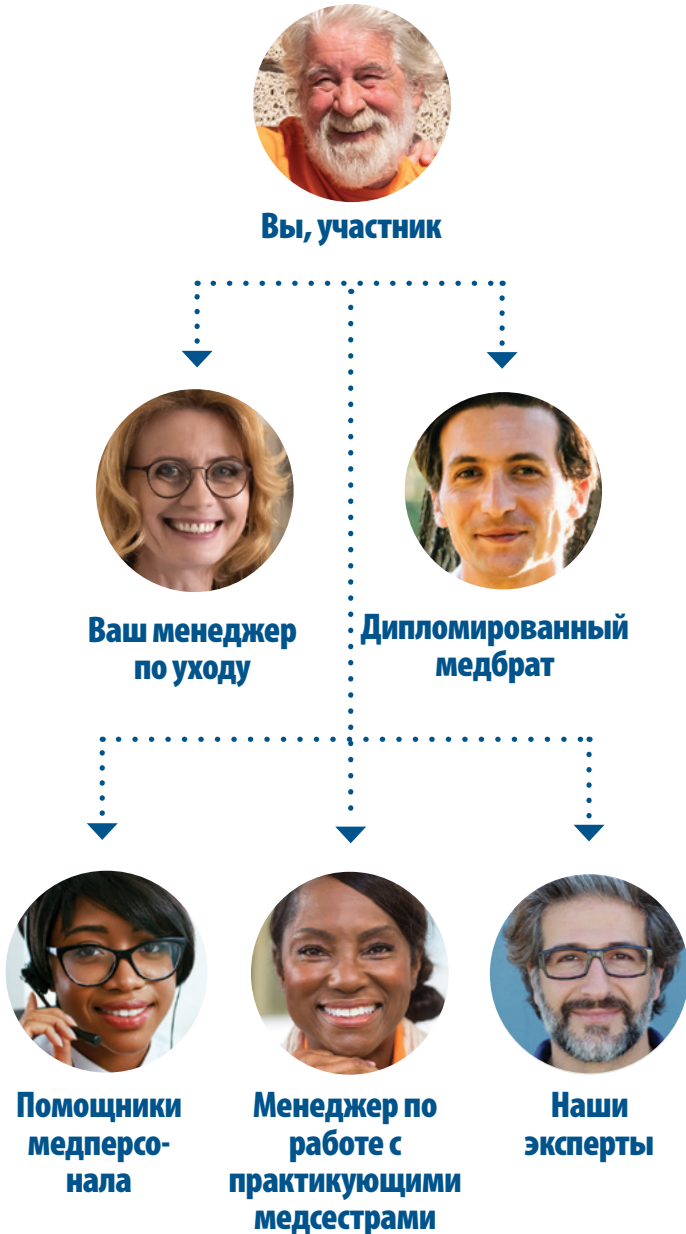 Вы, участник
Ваш менеджер
по уходу
Дипломированный
медбрат
Помощники
медперсо-
нала
Менеджер по
работе с
практикующими
медсестрами
Наши
эксперты